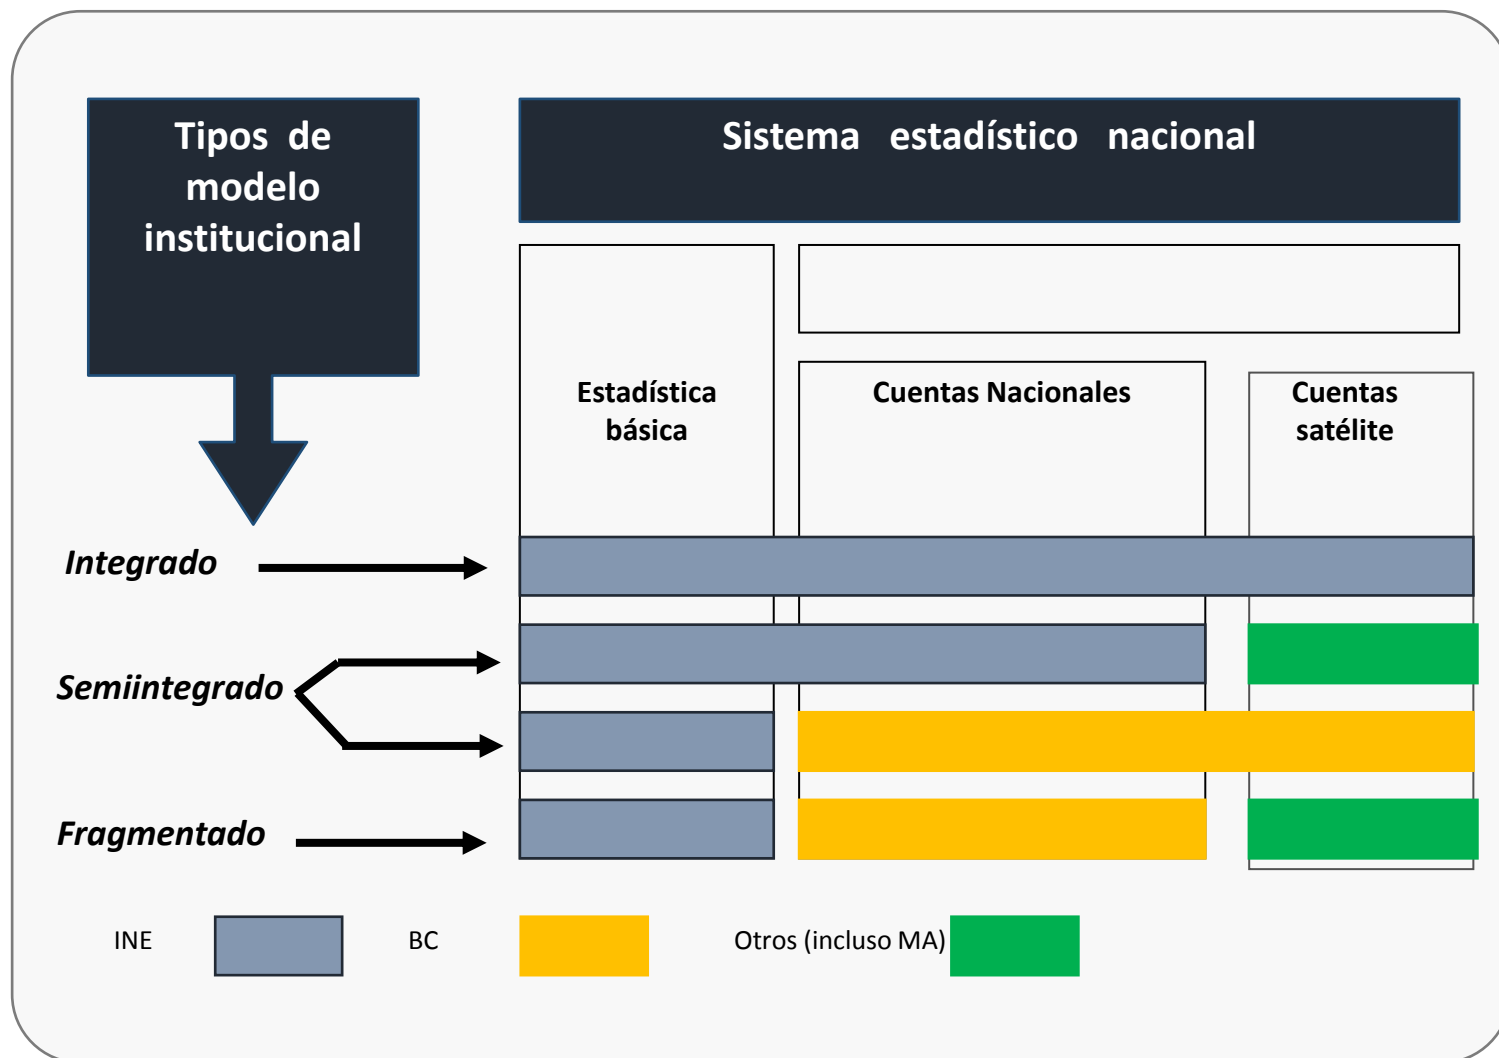 Tipos de
modelo
institucional
Sistema estadístico nacional
Estadística
básica
Cuentas Nacionales
Cuentas
satélite
Integrado
Semiintegrado
Fragmentado
INE
BC
Otros (incluso MA)